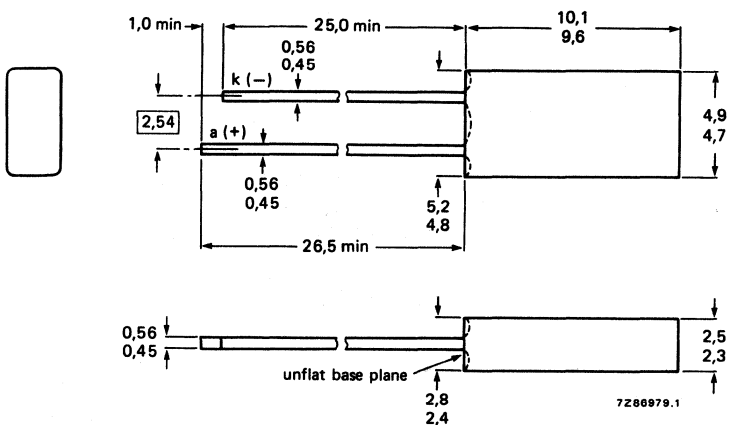 1,0 min
25,0 min
10,1
9,6
0,56
0,45
k (−)
2,54
a (+)
4,9
4,7
0,56
0,45
5,2
4,8
26,5 min
0,56
0,45
2,5
2,3
unflat base plane
2,8
2,4
7Z86979.1